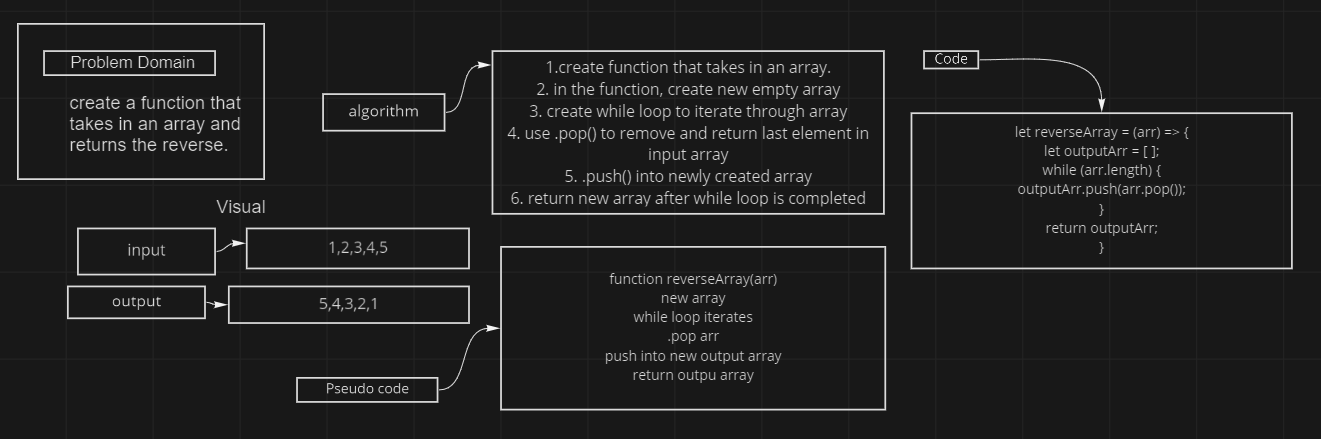 Problem Domain
create a function that
takes in an array and
returns the reverse.
algorithm
1.create function that takes in an array.
2. in the function, create new empty array
3. create while loop to iterate through array
4. use .pop() to remove and return last element in
input array
5. .push() into newly created array
6. return new array after while loop is completed
Code
let reverseArray = (arr) => {
let outputArr = [ ];
while (arr.length) {
outputArr.push(arr.pop());
}
return outputArr;
}
Visual
input
1,2,3,4,5
output
5,4,3,2,1
Pseudo code
function reverseArray(arr)
new array
while loop iterates
.pop arr
push into new output array
return outpu array